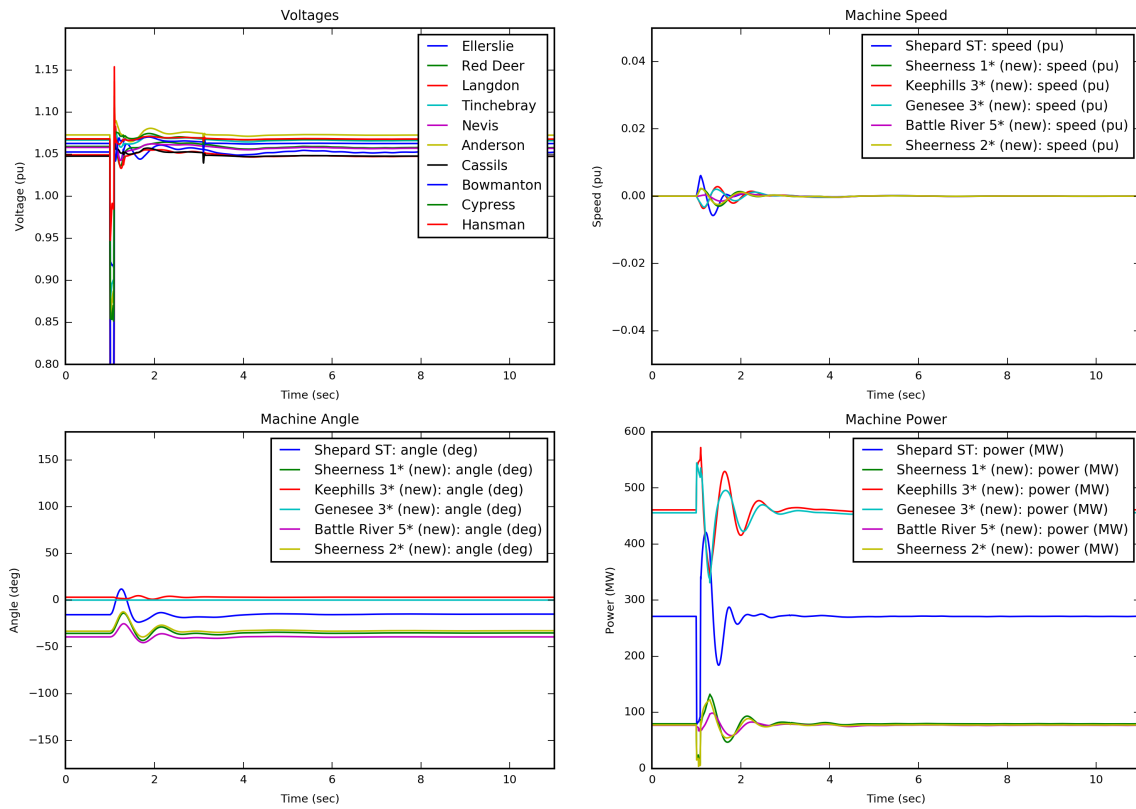 Voltages
Voltage (pu)
1.15
1.10
1.05
1.00
0.95
0.90
0.85
0.80
0
2
4
6
8
10
Time (sec)
Ellerslie
Red Deer
Langdon
Tinchebray
Nevis
Anderson
Cassils
Bowmanton
Cypress
Hansman
Machine Speed
Speed (pu)
0.04
0.02
0.00
−0.02
−0.04
0
2
4
6
8
10
Time (sec)
Shepard ST: speed (pu)
Sheerness 1* (new): speed (pu)
Keephills 3* (new): speed (pu)
Genesee 3* (new): speed (pu)
Battle River 5* (new): speed (pu)
Sheerness 2* (new): speed (pu)
Machine Angle
Angle (deg)
150
100
50
0
−50
−100
−150
0
2
4
6
8
10
Time (sec)
Shepard ST: angle (deg)
Sheerness 1* (new): angle (deg)
Keephills 3* (new): angle (deg)
Genesee 3* (new): angle (deg)
Battle River 5* (new): angle (deg)
Sheerness 2* (new): angle (deg)
Machine Power
Power (MW)
600
500
400
300
200
100
0
0
2
4
6
8
10
Time (sec)
Shepard ST: power (MW)
Sheerness 1* (new): power (MW)
Keephills 3* (new): power (MW)
Genesee 3* (new): power (MW)
Battle River 5* (new): power (MW)
Sheerness 2* (new): power (MW)